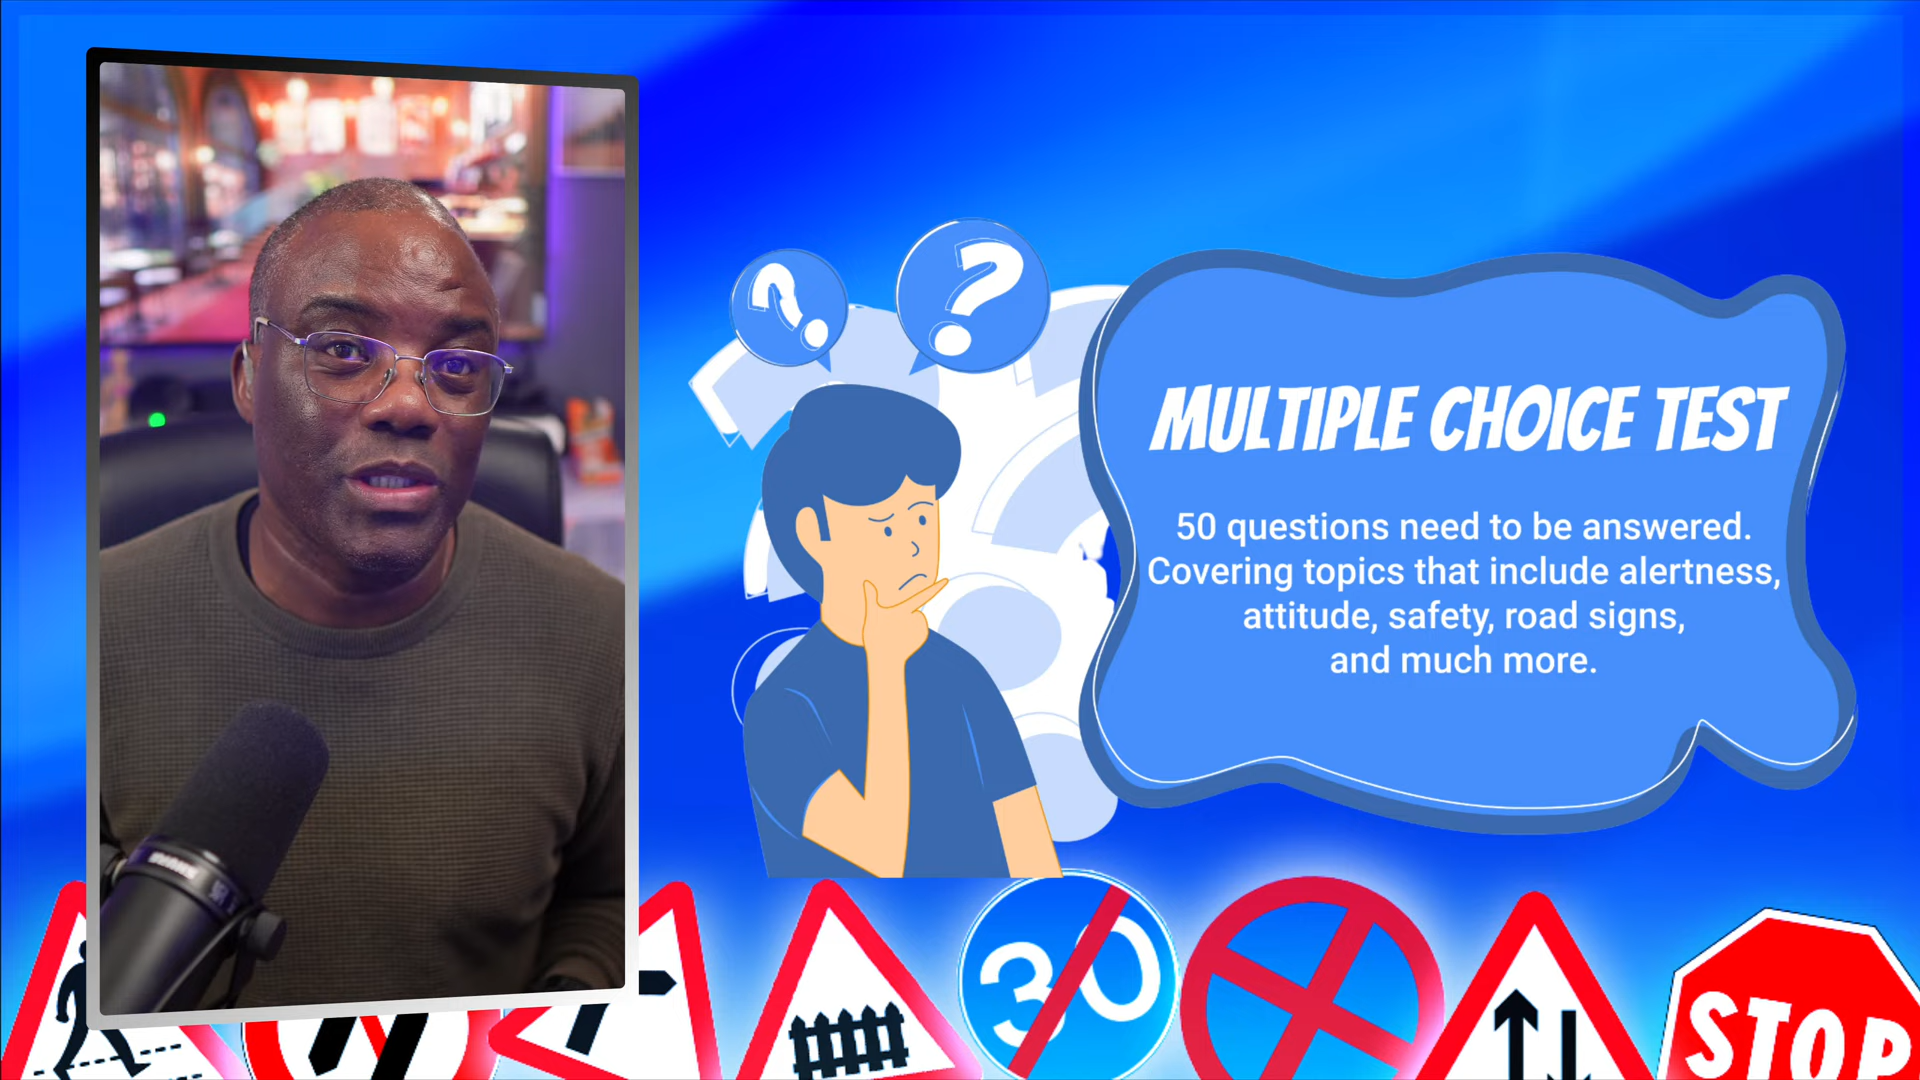 ? ?
MULTIPLE CHOICE TEST
50 questions need to be answered.
Covering topics that include alertness,
attitude, safety, road signs,
and much more.
30
STOP